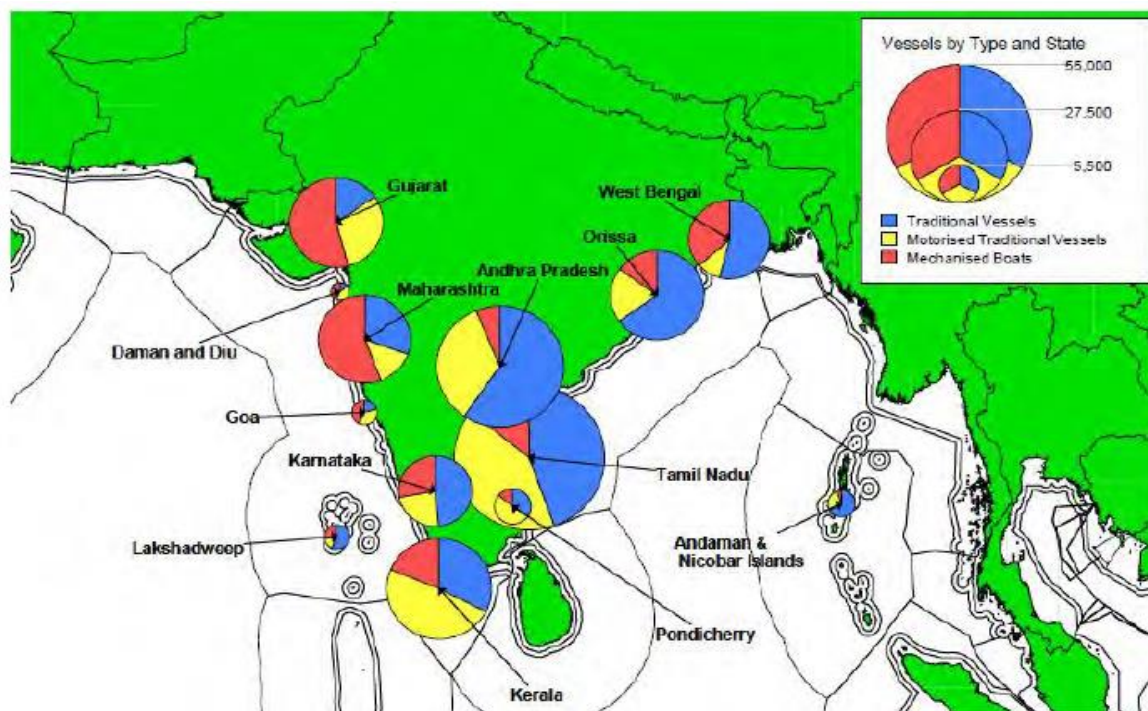 Vessels by Type and State
55,000
27,500
5,500
Traditional Vessels
Motorised Traditional Vessels
Mechanised Boats
Gujarat
West Bengal
Orissa
Andhra Pradesh
Maharashtra
Daman and Diu
Goa
Karnataka
Tamil Nadu
Lakshadweep
Andaman &
Nicobar Islands
Pondicherry
Kerala